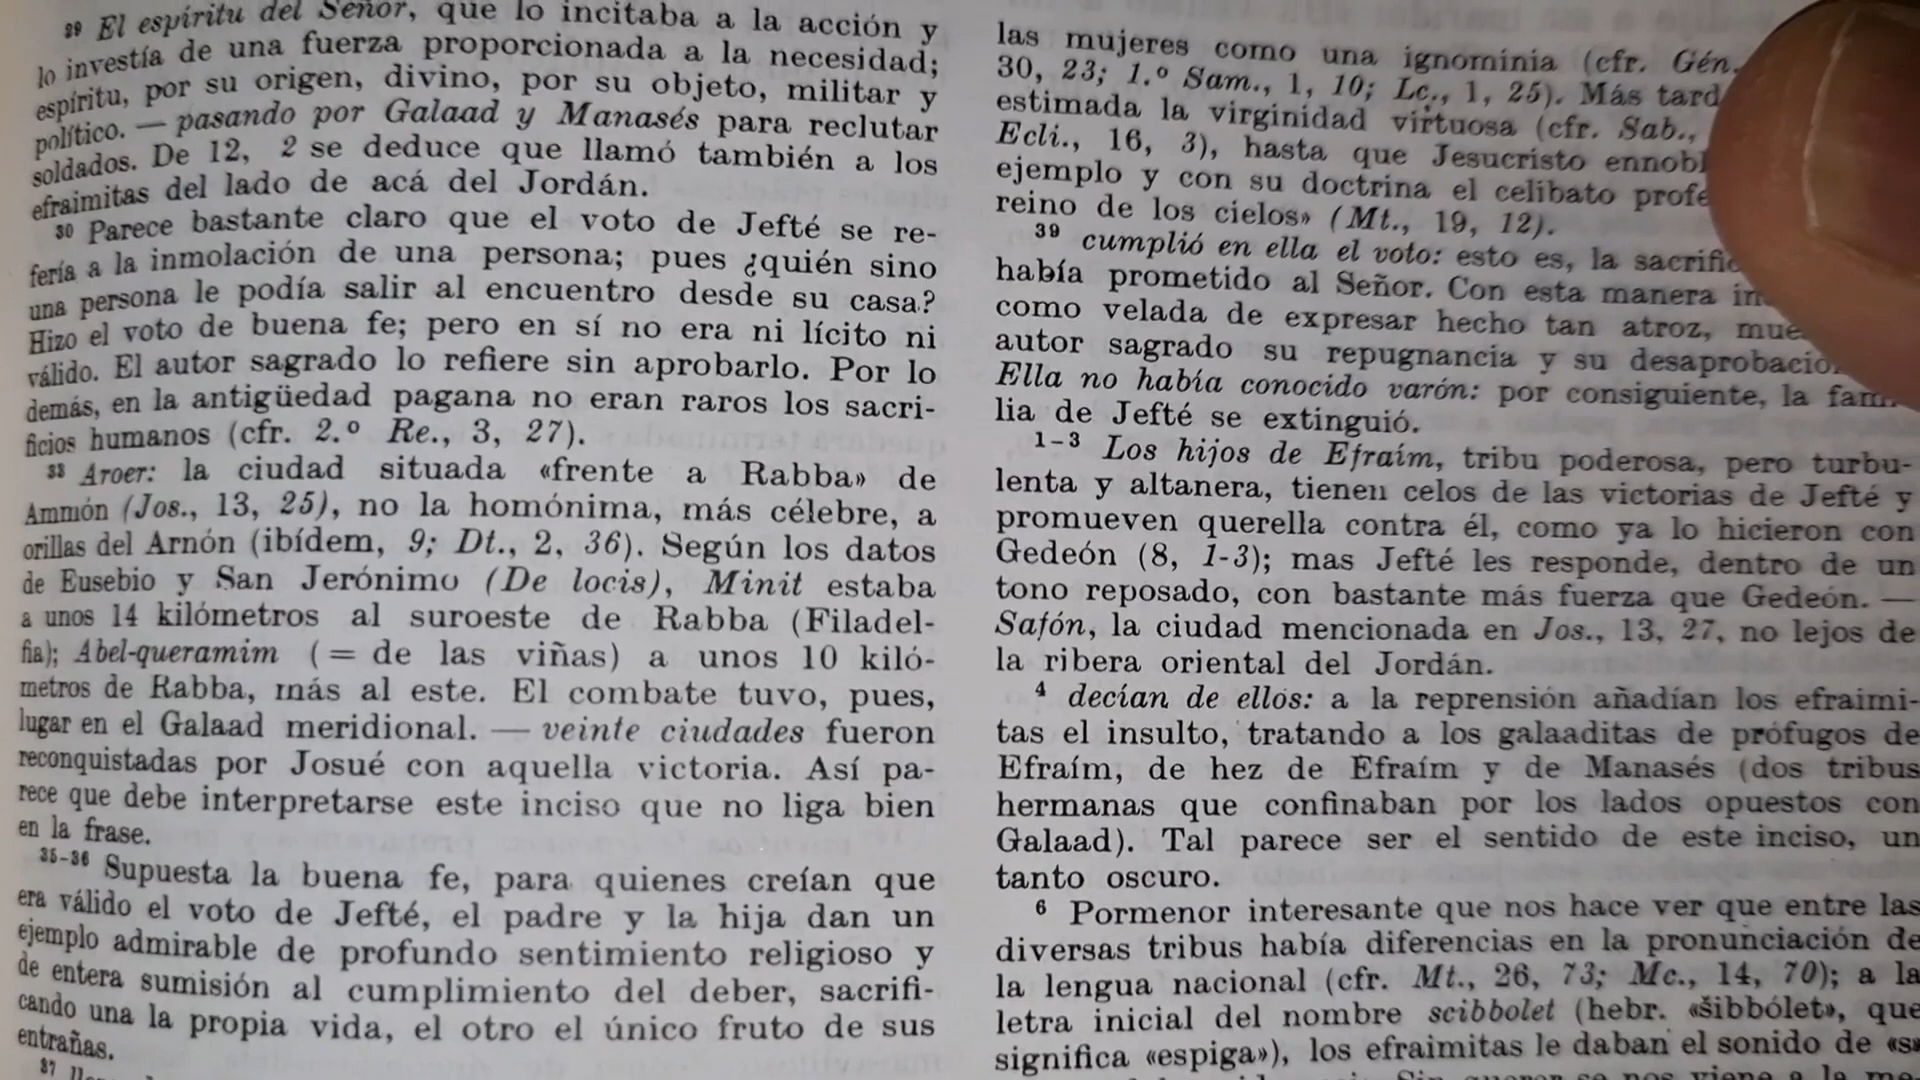 29 El espíritu del Señor, que lo incitaba a la acción y
lo investía de una fuerza proporcionada a la necesidad;
espíritu, por su origen, divino, por su objeto, militar y
político. — pasando por Galaad y Manasés para reclutar
soldados. De 12, 2 se deduce que llamó también a los
efraimitas del lado de acá del Jordán.
30 Parece bastante claro que el voto de Jefté se re-
fería a la inmolación de una persona; pues ¿quién sino
una persona le podía salir al encuentro desde su casa?
Hizo el voto de buena fe; pero en sí no era ni lícito ni
válido. El autor sagrado lo refiere sin aprobarlo. Por lo
demás, en la antigüedad pagana no eran raros los sacri-
ficios humanos (cfr. 2.º Re., 3, 27).
33 Aroer: la ciudad situada «frente a Rabba» de
Ammón (Jos., 13, 25), no la homónima, más célebre, a
orillas del Arnón (ibídem, 9; Dt., 2, 36). Según los datos
de Eusebio y San Jerónimo (De locis), Minit estaba
a unos 14 kilómetros al suroeste de Rabba (Filadel-
fia); Abel-queramim (= de las viñas) a unos 10 kiló-
metros de Rabba, más al este. El combate tuvo, pues,
lugar en el Galaad meridional. — veinte ciudades fueron
reconquistadas por Josué con aquella victoria. Así pa-
rece que debe interpretarse este inciso que no liga bien
en la frase.
35-36 Supuesta la buena fe, para quienes creían que
era válido el voto de Jefté, el padre y la hija dan un
ejemplo admirable de profundo sentimiento religioso y
de entera sumisión al cumplimiento del deber, sacrifi-
cando una la propia vida, el otro el único fruto de sus
entrañas.
37
las mujeres como una ignominia (cfr. Gén.
30, 23; 1.º Sam., 1, 10; Lc., 1, 25). Más tard
estimada la virginidad virtuosa (cfr. Sab.,
Ecli., 16, 3), hasta que Jesucristo ennobl
ejemplo y con su doctrina el celibato profe
reino de los cielos» (Mt., 19, 12).
39 cumplió en ella el voto: esto es, la sacrific
había prometido al Señor. Con esta manera in
como velada de expresar hecho tan atroz, mue
autor sagrado su repugnancia y su desaprobació
Ella no había conocido varón: por consiguiente, la fam
lia de Jefté se extinguió.
1-3 Los hijos de Efraím, tribu poderosa, pero turbu-
lenta y altanera, tienen celos de las victorias de Jefté y
promueven querella contra él, como ya lo hicieron con
Gedeón (8, 1-3); mas Jefté les responde, dentro de un
tono reposado, con bastante más fuerza que Gedeón. —
Safón, la ciudad mencionada en Jos., 13, 27, no lejos de
la ribera oriental del Jordán.
4 decían de ellos: a la reprensión añadían los efraimi-
tas el insulto, tratando a los galaaditas de prófugos de
Efraím, de hez de Efraím y de Manasés (dos tribus
hermanas que confinaban por los lados opuestos con
Galaad). Tal parece ser el sentido de este inciso, un
tanto oscuro.
6 Pormenor interesante que nos hace ver que entre las
diversas tribus había diferencias en la pronunciación de
la lengua nacional (cfr. Mt., 26, 73; Mc., 14, 70); a la
letra inicial del nombre scibbolet (hebr. «šibbólet», que
significa «espiga»), los efraimitas le daban el sonido de «s»